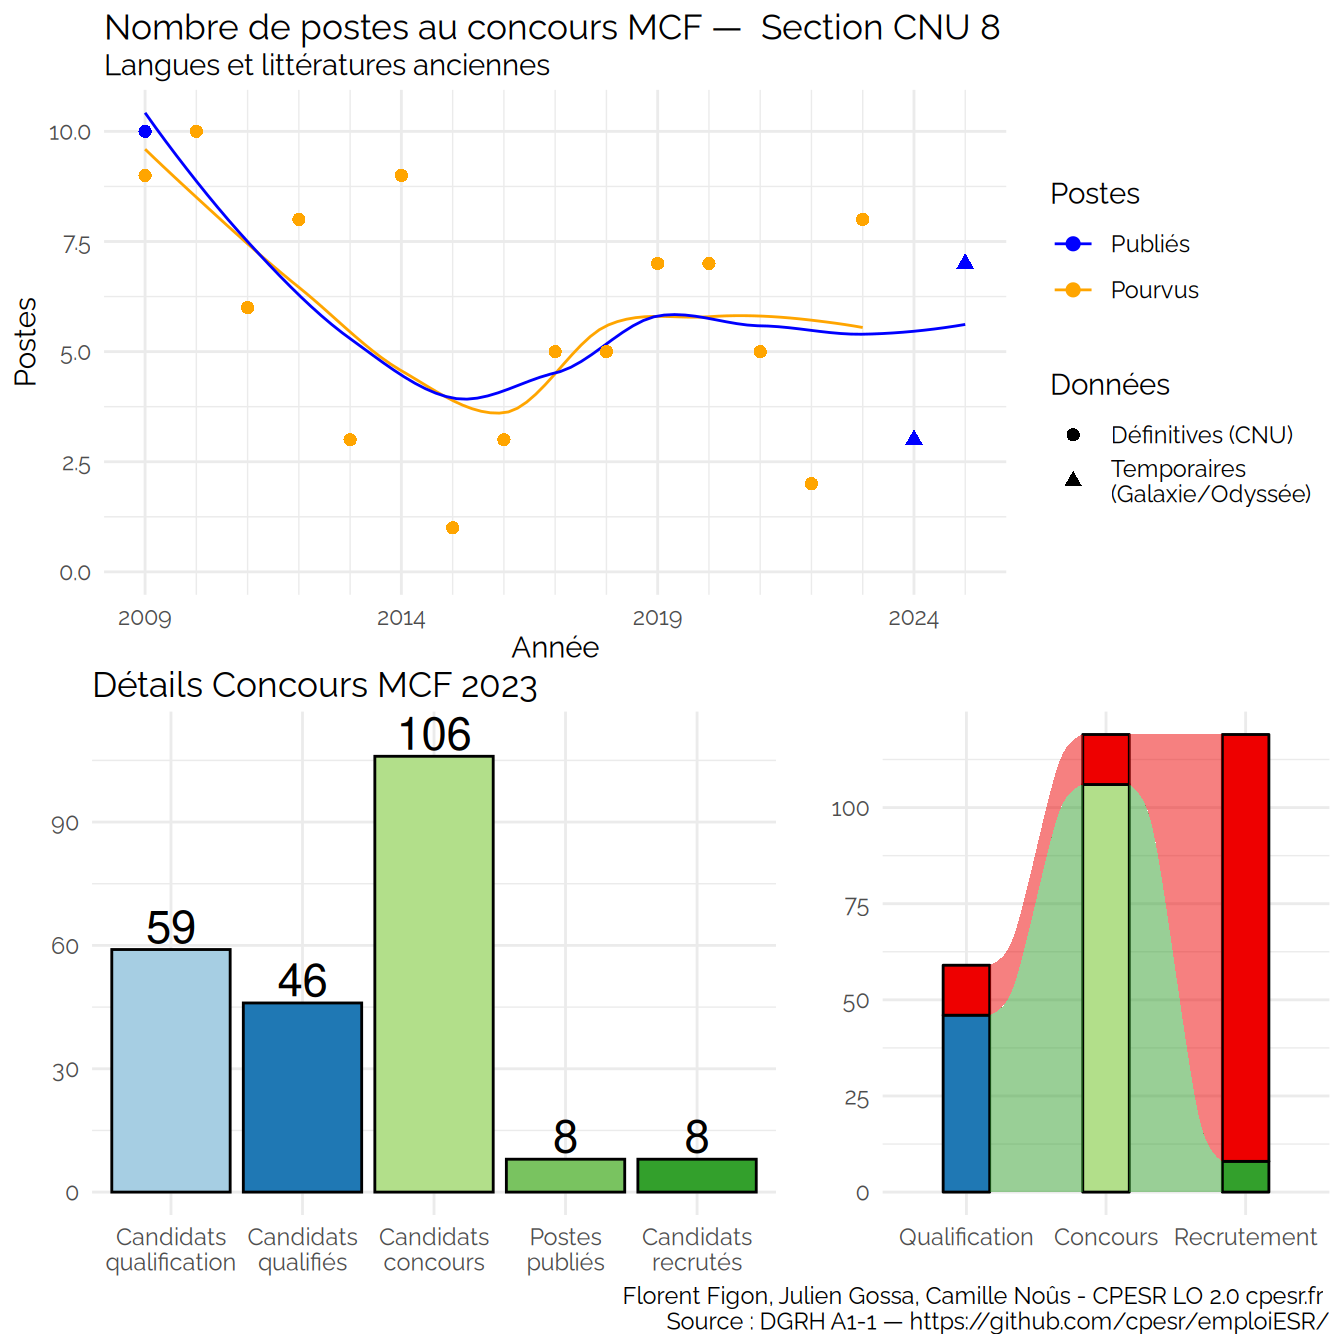 Nombre de postes au concours MCF —  Section CNU 8
Langues et littératures anciennes
Postes
10.0
7.5
5.0
2.5
0.0
2009
2014
2019
2024
Année
Postes
Publiés
Pourvus
Données
Définitives (CNU)
Temporaires
(Galaxie/Odyssée)
Détails Concours MCF 2023
90
60
30
0
59
46
106
8
8
Candidats
qualification
Candidats
qualifiés
Candidats
concours
Postes
publiés
Candidats
recrutés
100
75
50
25
0
Qualification
Concours
Recrutement
Florent Figon, Julien Gossa, Camille Noûs - CPESR LO 2.0 cpesr.fr
Source : DGRH A1-1 — https://github.com/cpesr/emploiESR/